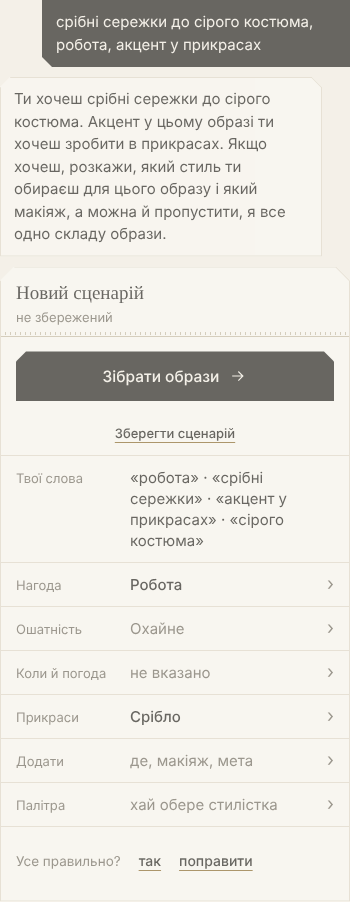 срібні сережки до сірого костюма,
робота, акцент у прикрасах
Ти хочеш срібні сережки до сірого
костюма. Акцент у цьому образі ти
хочеш зробити в прикрасах. Якщо
хочеш, розкажи, який стиль ти
обираєш для цього образу і який
макіяж, а можна й пропустити, я все
одно складу образи.
Новий сценарій
не збережений
Зібрати образи →
Зберегти сценарій
Твої слова
«робота» · «срібні
сережки» · «акцент у
прикрасах» · «сірого
костюма»
Нагода Робота
Ошатність Охайне
Коли й погода не вказано
Прикраси Срібло
Додати де, макіяж, мета
Палітра хай обере стилістка
Усе правильно? так поправити